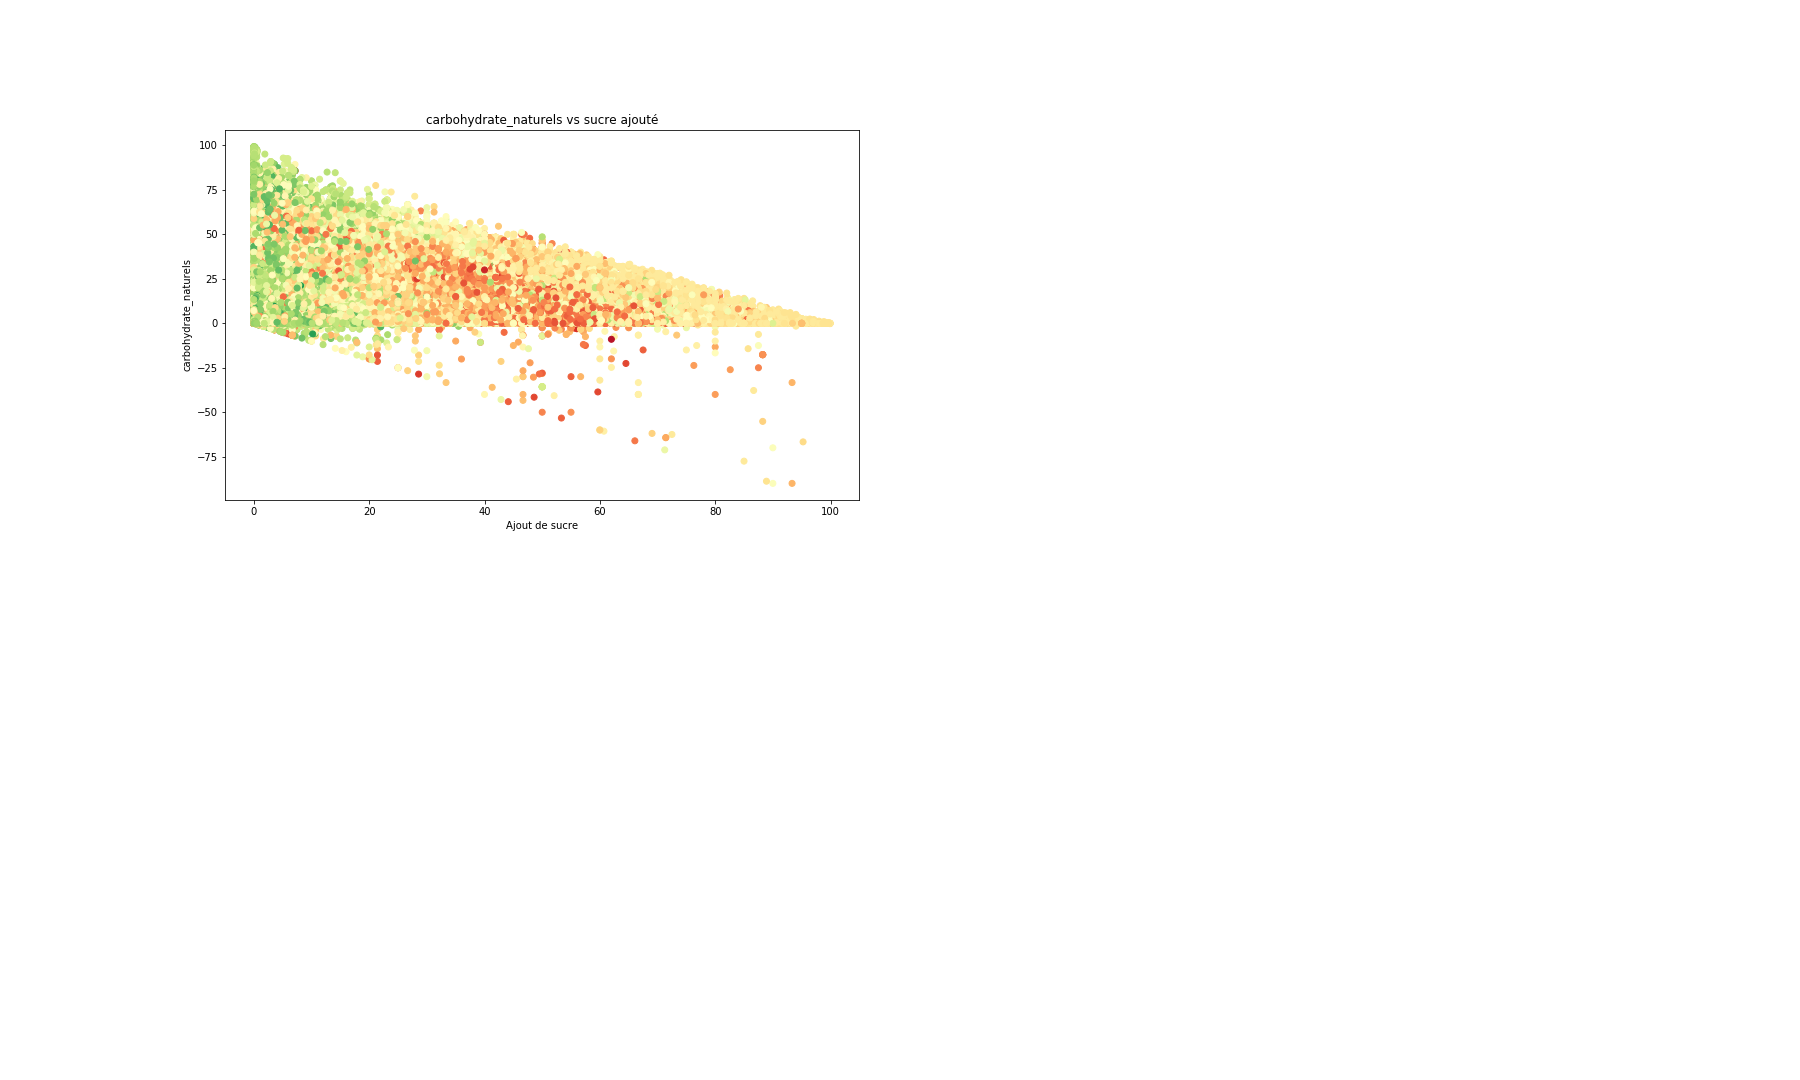 carbohydrate_naturels vs sucre ajouté
100
75
50
25
0
−25
−50
−75
carbohydrate_naturels
0 20 40 60 80 100
Ajout de sucre